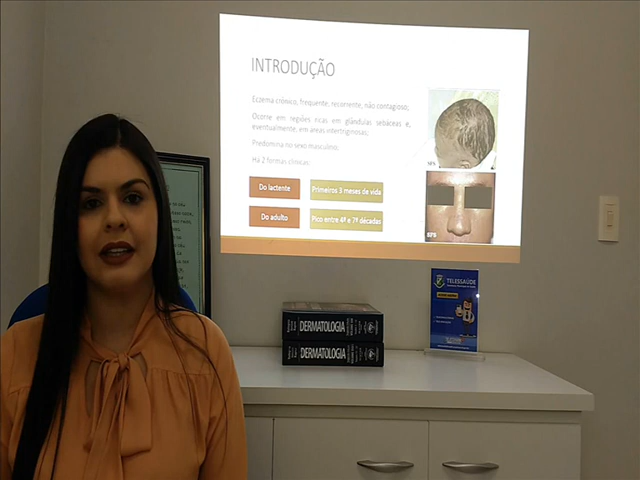 INTRODUÇÃO
Eczema crônico, frequente, recorrente, não contagioso;
Ocorre em regiões ricas em glândulas sebáceas e,
eventualmente, em áreas intertriginosas;
Predomina no sexo masculino;
Há 2 formas clínicas:
Do lactente
Primeiros 3 meses de vida
Do adulto
Pico entre 4ª e 7ª décadas
SFS
SFS
TELESSAÚDE
DERMATOLOGIA
DERMATOLOGIA